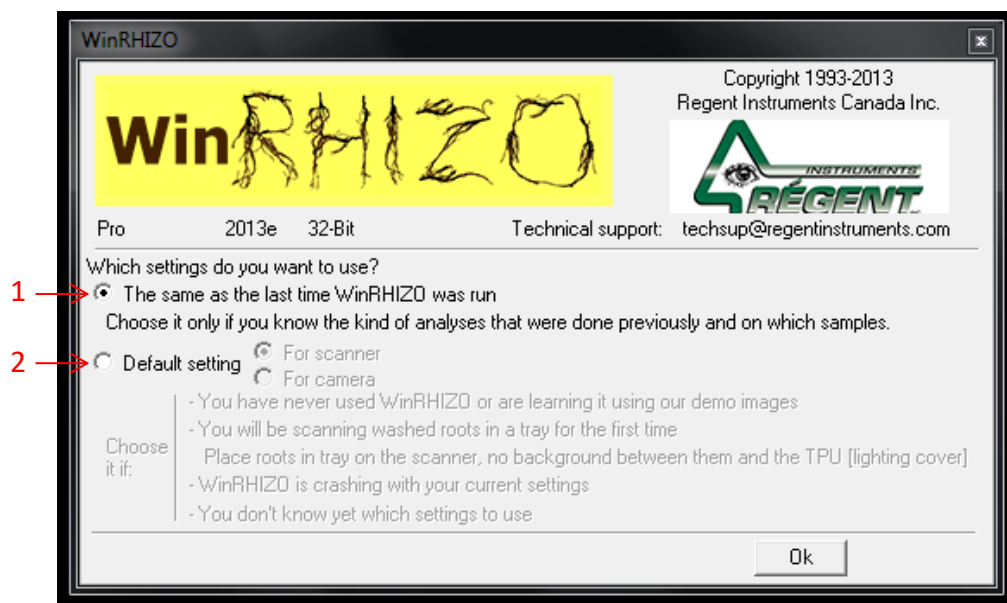 WinRHIZO
WinRHIZO
Copyright 1993-2013
Regent Instruments Canada Inc.
INSTRUMENTS
RÉGENT
Pro 2013e 32-Bit Technical support: techsup@regentinstruments.com
Which settings do you want to use?
1 The same as the last time WinRHIZO was run
Choose it only if you know the kind of analyses that were done previously and on which samples.
2 Default setting
For scanner
For camera
Choose it if:
- You have never used WinRHIZO or are learning it using our demo images
- You will be scanning washed roots in a tray for the first time
Place roots in tray on the scanner, no background between them and the TPU [lighting cover]
- WinRHIZO is crashing with your current settings
- You don't know yet which settings to use
Ok